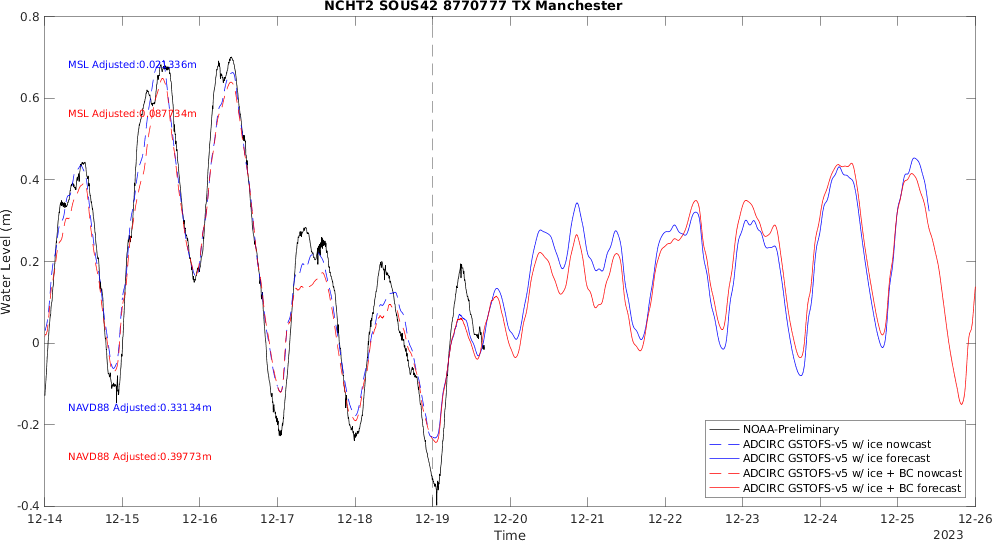 NCHT2 SOUS42 8770777 TX Manchester
0.8
0.6
0.4
0.2
0
-0.2
-0.4
Water Level (m)
MSL Adjusted:0.021336m
MSL Adjusted:0.087734m
NAVD88 Adjusted:0.33134m
NAVD88 Adjusted:0.39773m
NOAA-Preliminary
ADCIRC GSTOFS-v5 w/ ice nowcast
ADCIRC GSTOFS-v5 w/ ice forecast
ADCIRC GSTOFS-v5 w/ ice + BC nowcast
ADCIRC GSTOFS-v5 w/ ice + BC forecast
12-14 12-15 12-16 12-17 12-18 12-19 12-20 12-21 12-22 12-23 12-24 12-25 12-26
Time
2023